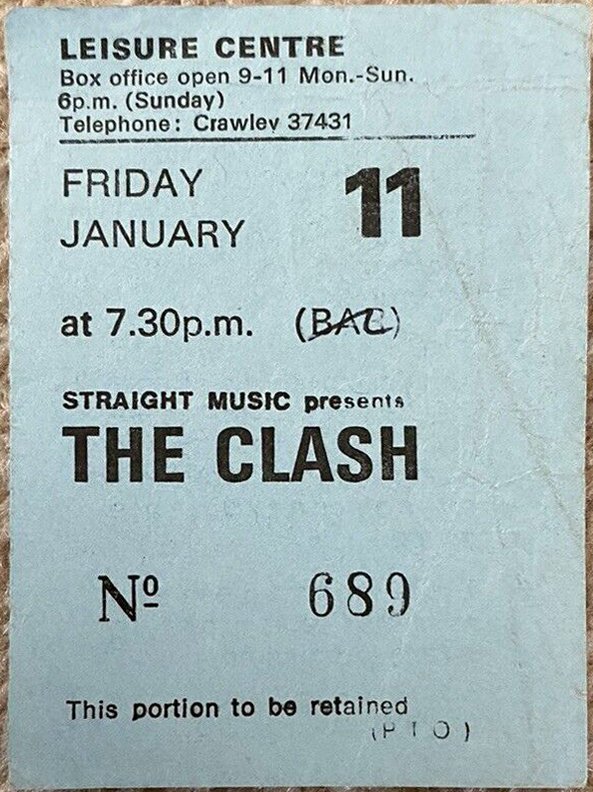 LEISURE CENTRE
Box office open 9-11 Mon.-Sun.
6p.m. (Sunday)
Telephone: Crawley 37431
FRIDAY 11
JANUARY
at 7.30p.m. (BAC)
STRAIGHT MUSIC presents
THE CLASH
Nº 689
This portion to be retained
(PTO)